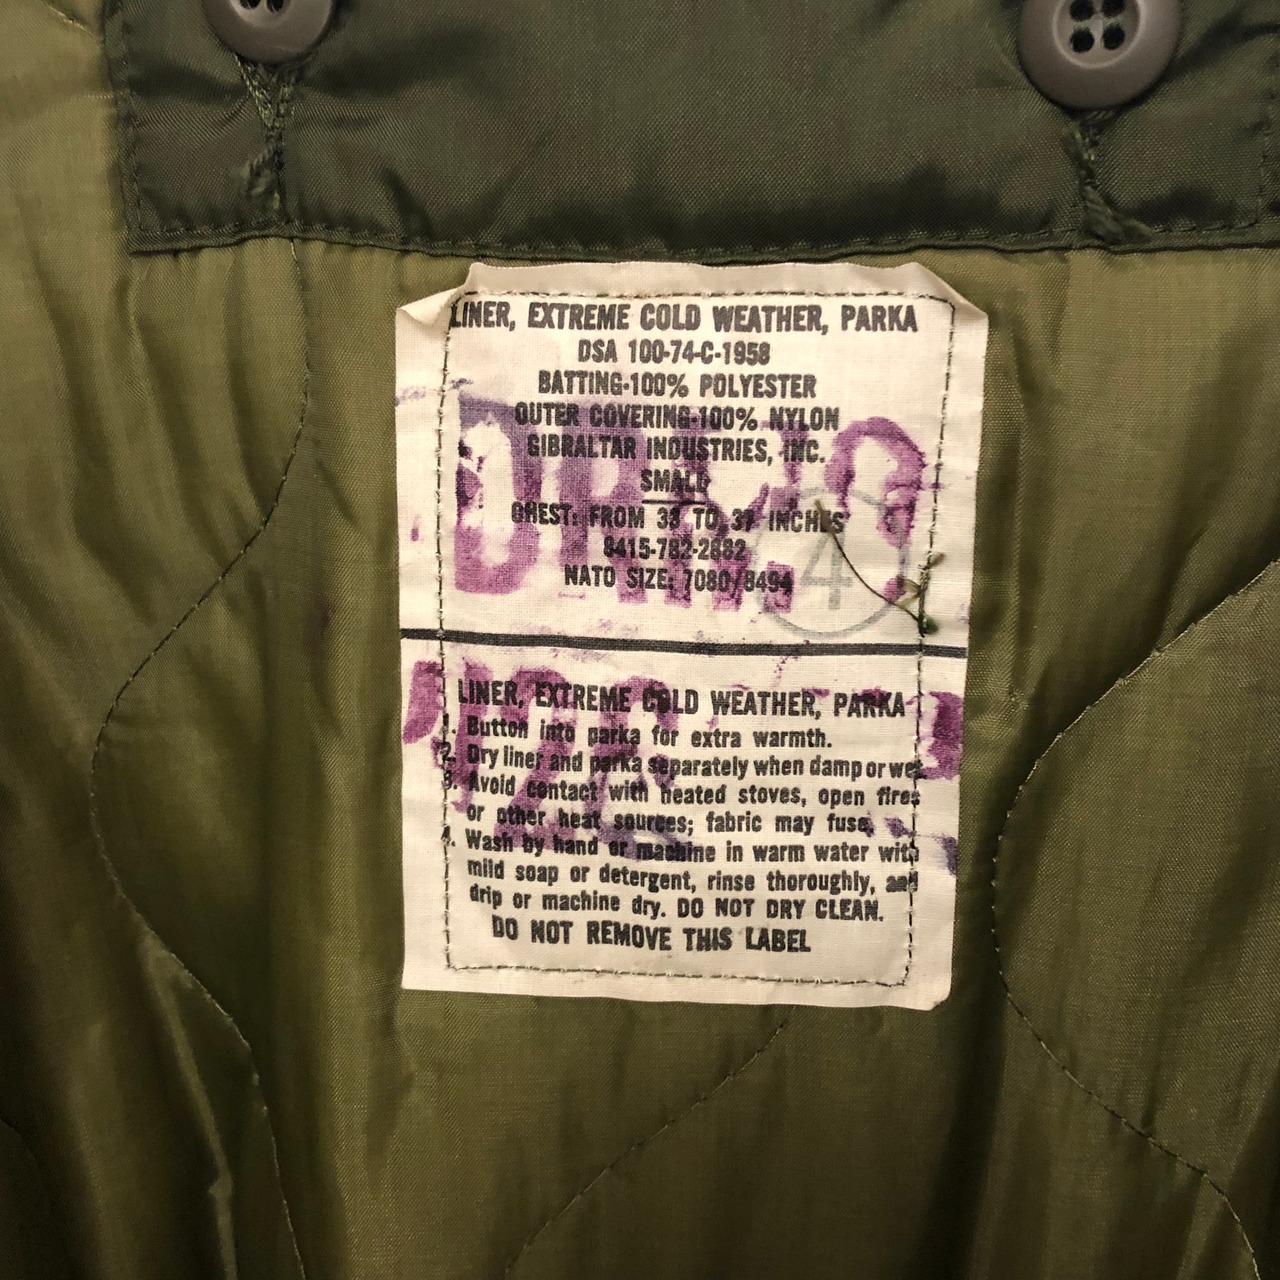 LINER, EXTREME COLD WEATHER, PARKA
DSA 100-74-C-1958
BATTING-100% POLYESTER
OUTER COVERING-100% NYLON
GIBRALTAR INDUSTRIES, INC.
SMALL
CHEST: FROM 33 TO 37 INCHES
8415-782-2882
NATO SIZE: 7080/8494
4
LINER, EXTREME COLD WEATHER, PARKA
1. Button into parka for extra warmth.
2. Dry liner and parka separately when damp or wet.
3. Avoid contact with heated stoves, open fires
or other heat sources; fabric may fuse.
4. Wash by hand or machine in warm water with
mild soap or detergent, rinse thoroughly, and
drip or machine dry. DO NOT DRY CLEAN.
DO NOT REMOVE THIS LABEL